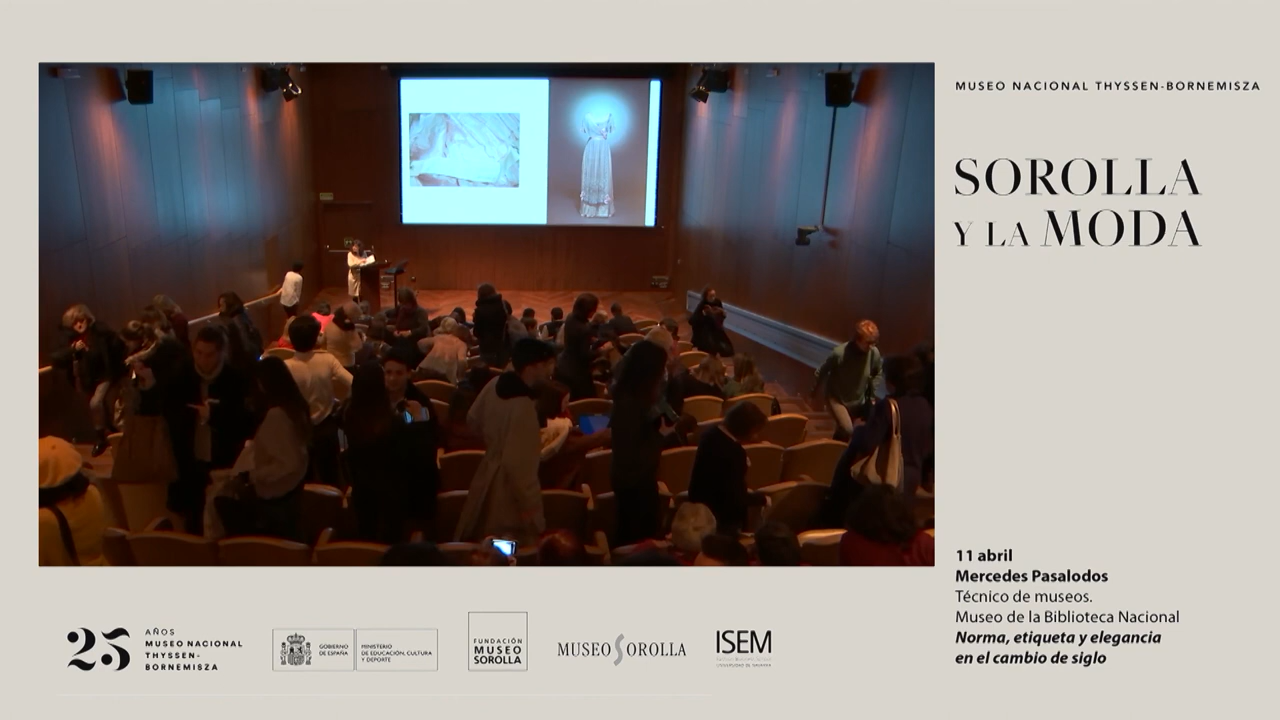 MUSEO NACIONAL THYSSEN-BORNEMISZA
SOROLLA
Y LA MODA
11 abril
Mercedes Pasalodos
Técnico de museos.
Museo de la Biblioteca Nacional
Norma, etiqueta y elegancia
en el cambio de siglo
25
AÑOS
MUSEO NACIONAL
THYSSEN-
BORNEMISZA
GOBIERNO
DE ESPAÑA
MINISTERIO
DE EDUCACIÓN, CULTURA
Y DEPORTE
FUNDACIÓN
MUSEO
SOROLLA
MUSEO SOROLLA
ISEM